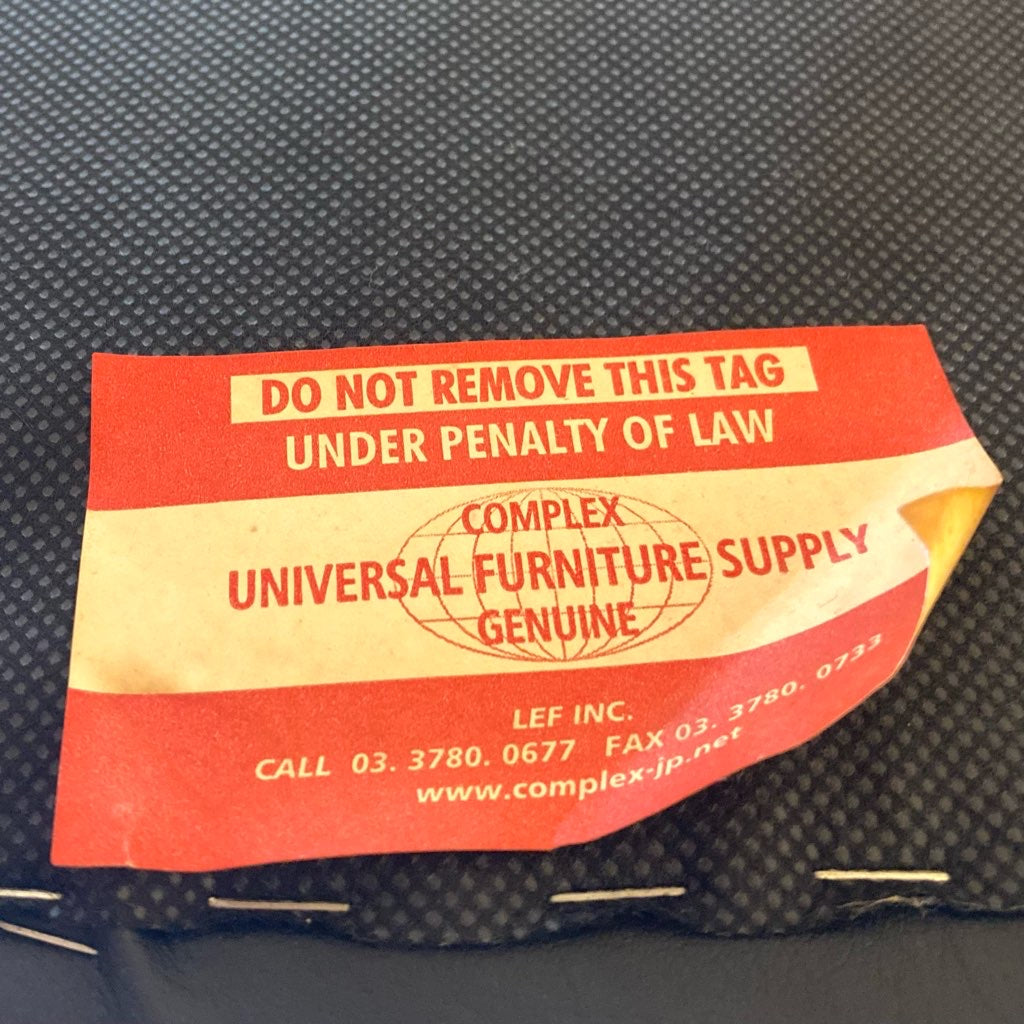 DO NOT REMOVE THIS TAG
UNDER PENALTY OF LAW
COMPLEX
UNIVERSAL FURNITURE SUPPLY
GENUINE
LEF INC.
CALL 03. 3780. 0677 FAX 03. 3780. 0733
www.complex-jp.net